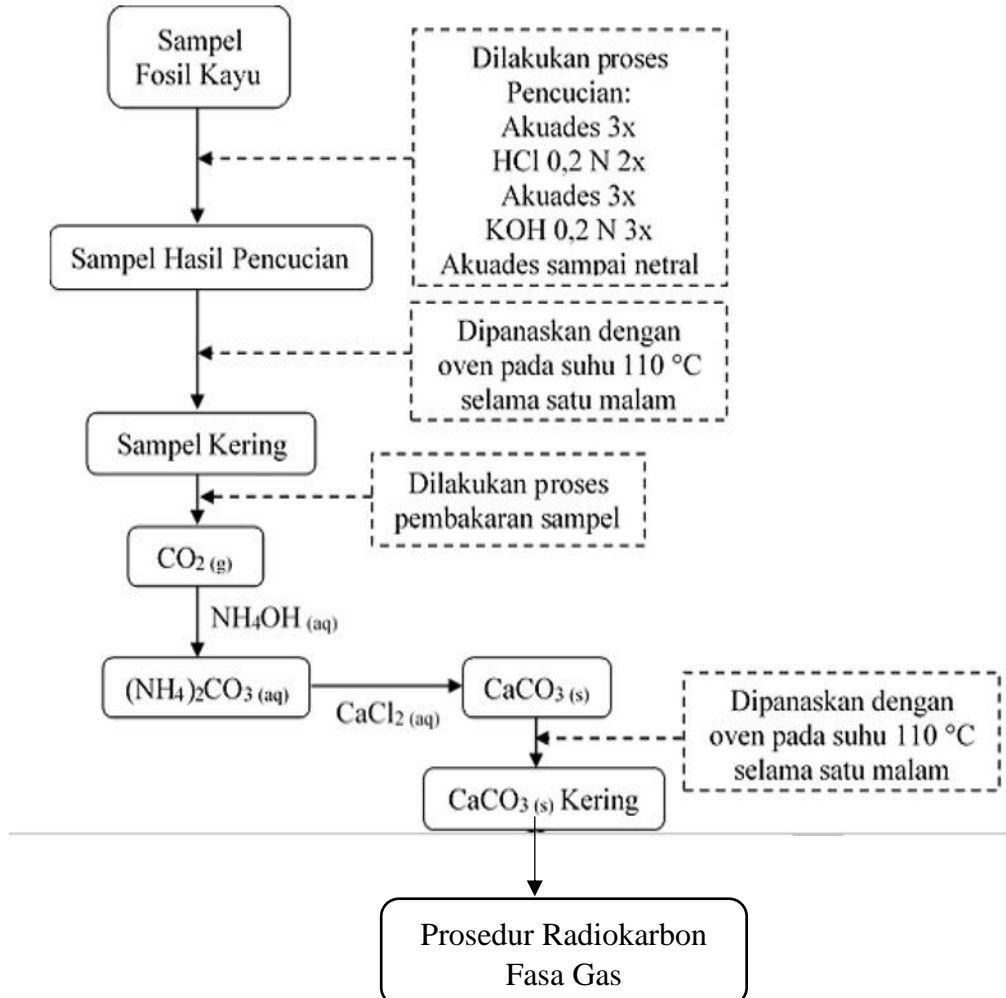 Sampel
Fosil Kayu
Dilakukan proses
Pencucian:
Akuades 3x
HCl 0,2 N 2x
Akuades 3x
KOH 0,2 N 3x
Akuades sampai netral
Sampel Hasil Pencucian
Dipanaskan dengan
oven pada suhu 110 °C
selama satu malam
Sampel Kering
Dilakukan proses
pembakaran sampel
CO₂ (g)
NH₄OH (aq)
(NH₄)₂CO₃ (aq)
CaCl₂ (aq)
CaCO₃ (s)
Dipanaskan dengan
oven pada suhu 110 °C
selama satu malam
CaCO₃ (s) Kering
Prosedur Radiokarbon
Fasa Gas